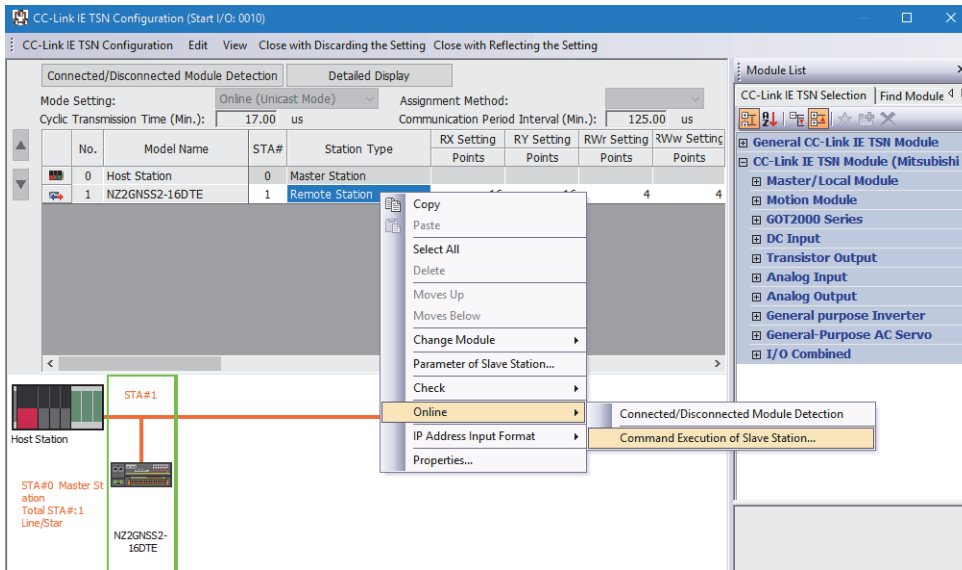 CC-Link IE TSN Configuration (Start I/O: 0010)
CC-Link IE TSN Configuration Edit View Close with Discarding the Setting Close with Reflecting the Setting
Connected/Disconnected Module Detection Detailed Display
Mode Setting: Online (Unicast Mode) Assignment Method:
Cyclic Transmission Time (Min.): 17.00 us Communication Period Interval (Min.): 125.00 us
No. Model Name STA# Station Type RX Setting RY Setting RWr Setting RWw Setting
Points Points Points Points
0 Host Station 0 Master Station
1 NZ2GNSS2-16DTE 1 Remote Station 16 16 4 4
Copy
Paste
Select All
Delete
Moves Up
Moves Below
Change Module
Parameter of Slave Station...
Check
Online
IP Address Input Format
Properties...
Connected/Disconnected Module Detection
Command Execution of Slave Station...
STA#1
Host Station
STA#0 Master St
ation
Total STA#:1
Line/Star
NZ2GNSS2-
16DTE
Module List
CC-Link IE TSN Selection Find Module
General CC-Link IE TSN Module
CC-Link IE TSN Module (Mitsubishi
Master/Local Module
Motion Module
GOT2000 Series
DC Input
Transistor Output
Analog Input
Analog Output
General purpose Inverter
General-Purpose AC Servo
I/O Combined